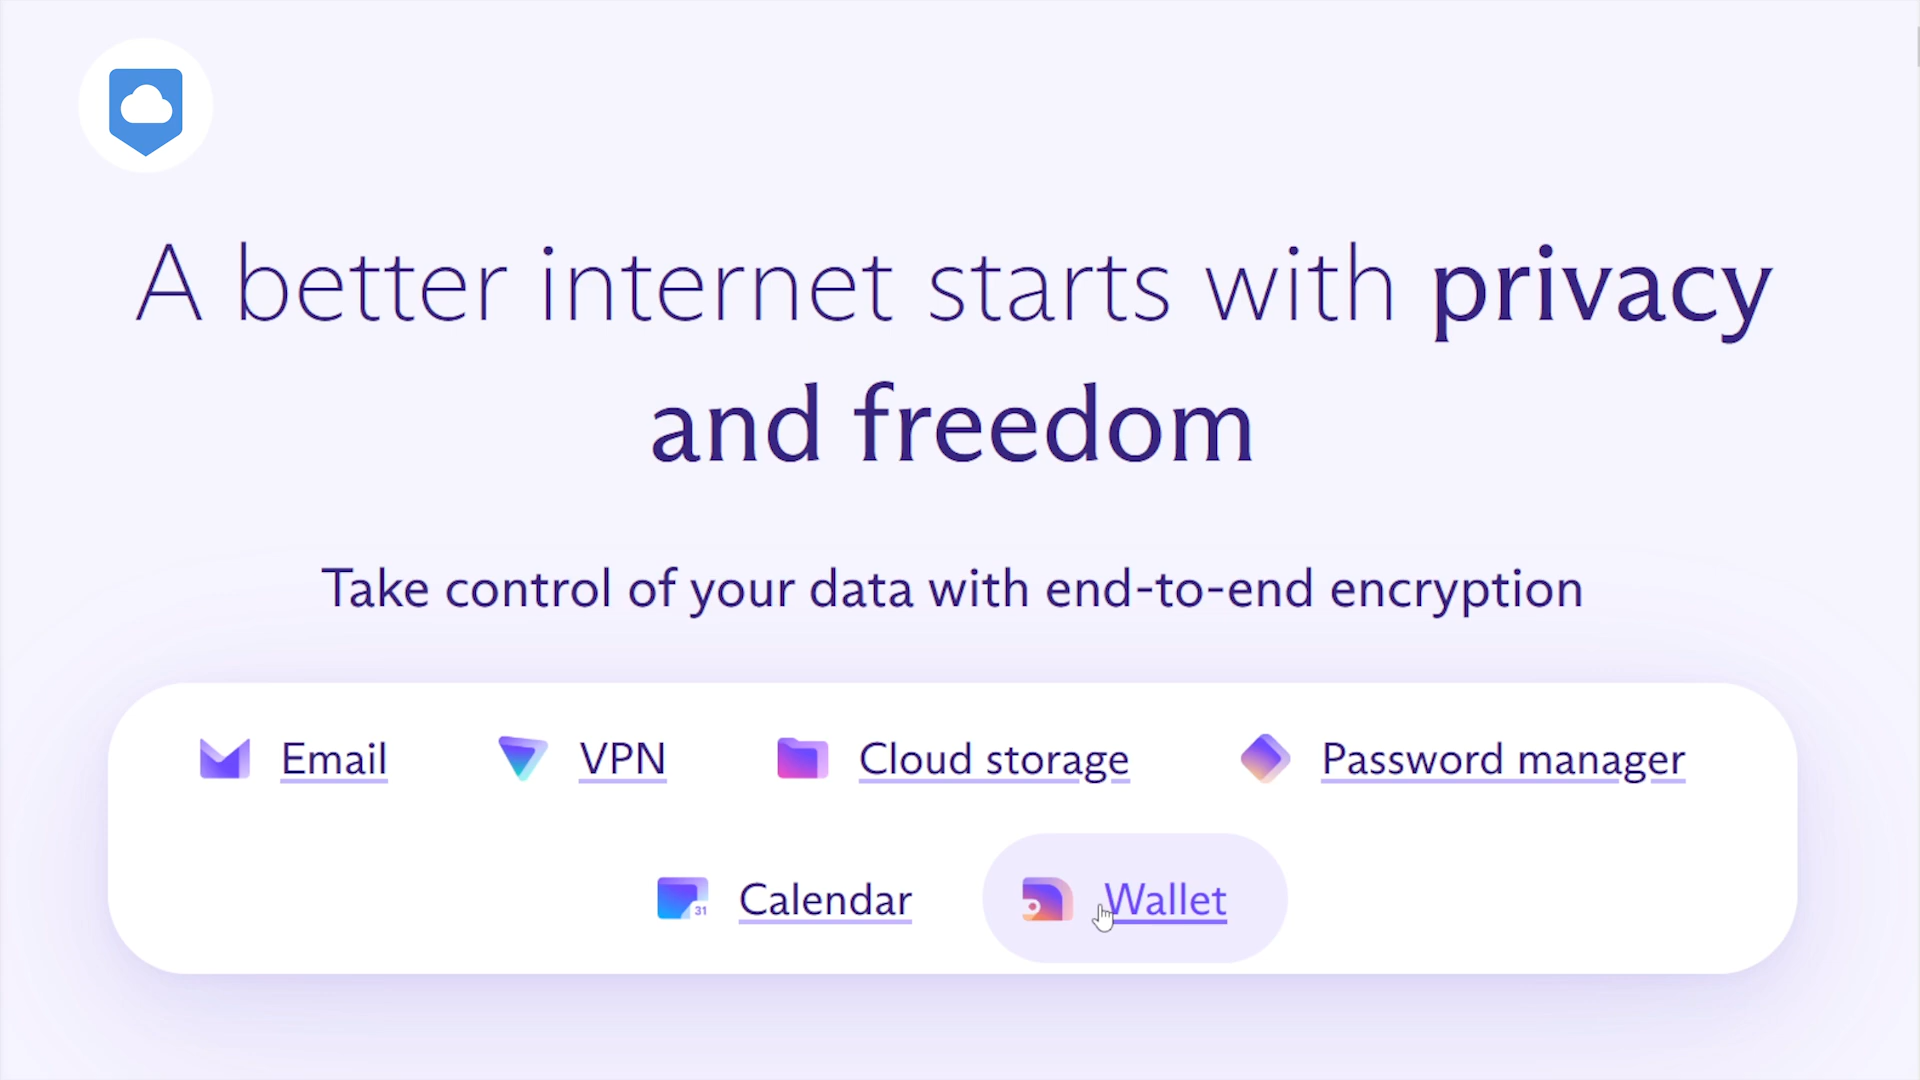 A better internet starts with privacy
and freedom
Take control of your data with end-to-end encryption
Email VPN Cloud storage Password manager
31 Calendar Wallet